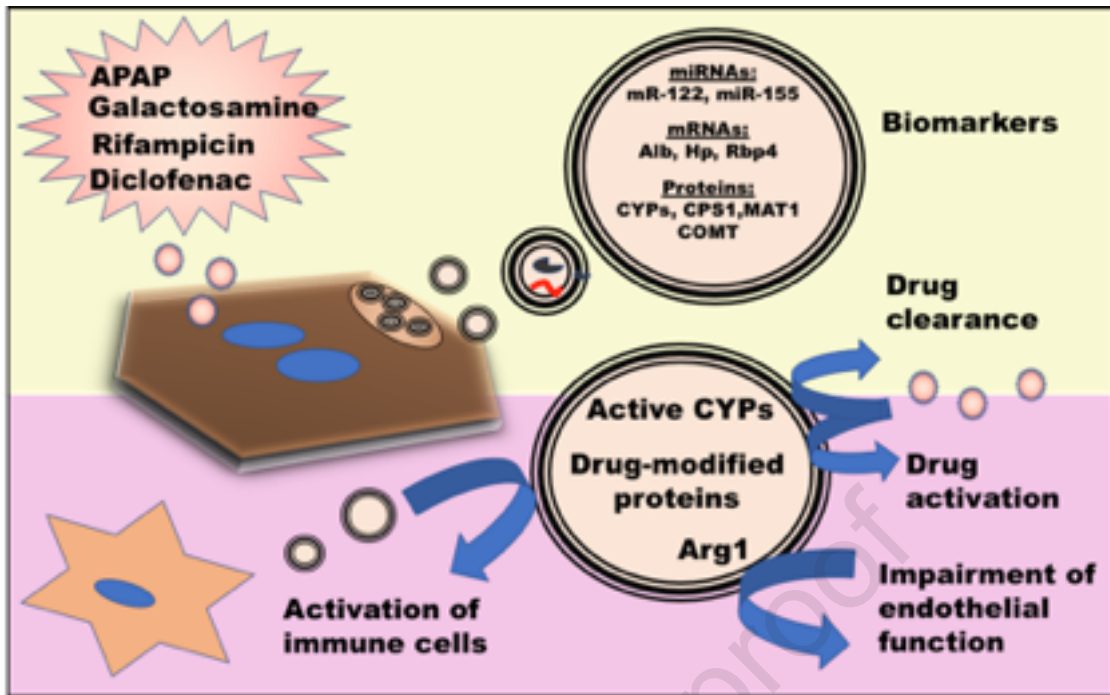 APAP
Galactosamine
Rifampicin
Diclofenac
miRNAs:
mR-122, miR-155
mRNAs:
Alb, Hp, Rbp4
Proteins:
CYPs, CPS1,MAT1
COMT
Biomarkers
Drug
clearance
Active CYPs
Drug-modified
proteins
Arg1
Drug
activation
Activation of
immune cells
Impairment of
endothelial
function
proof